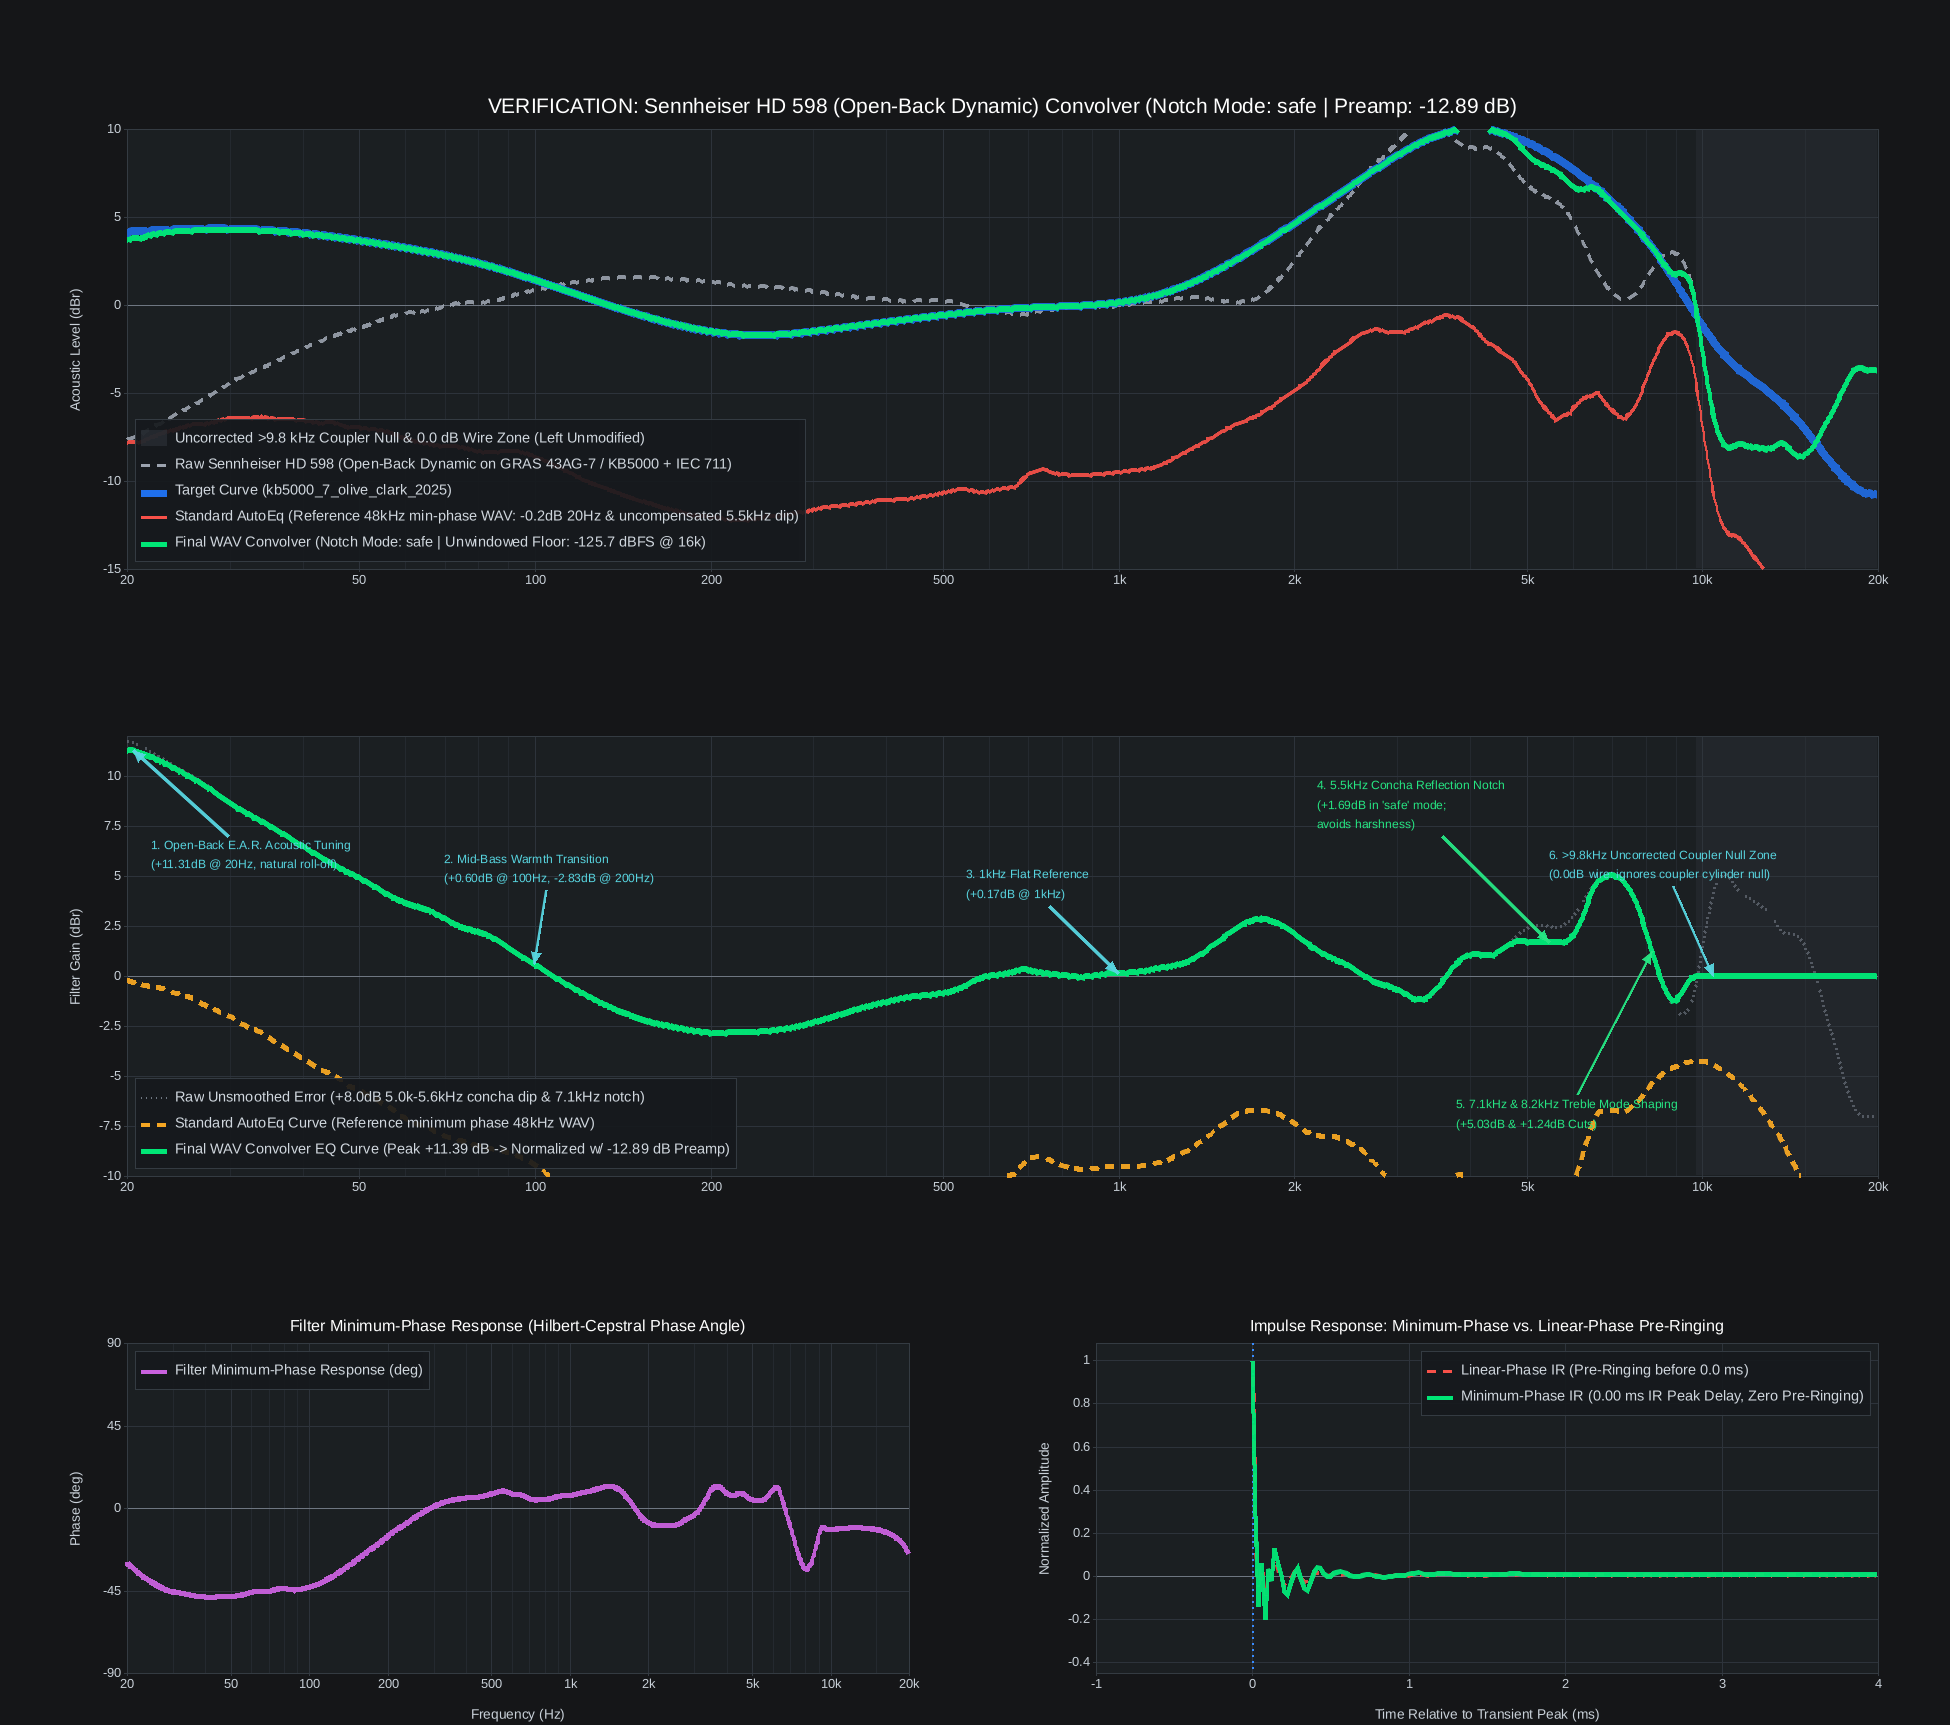 VERIFICATION: Sennheiser HD 598 (Open-Back Dynamic) Convolver (Notch Mode: safe | Preamp: -12.89 dB)
10
5
0
-5
-10
-15
Acoustic Level (dBr)
Uncorrected >9.8 kHz Coupler Null & 0.0 dB Wire Zone (Left Unmodified)
Raw Sennheiser HD 598 (Open-Back Dynamic on GRAS 43AG-7 / KB5000 + IEC 711)
Target Curve (kb5000_7_olive_clark_2025)
Standard AutoEq (Reference 48kHz min-phase WAV: -0.2dB 20Hz & uncompensated 5.5kHz dip)
Final WAV Convolver (Notch Mode: safe | Unwindowed Floor: -125.7 dBFS @ 16k)
20 50 100 200 500 1k 2k 5k 10k 20k
10
7.5
5
2.5
0
-2.5
-5
-7.5
-10
Filter Gain (dBr)
1. Open-Back E.A.R. Acoustic Tuning
(+11.31dB @ 20Hz, natural roll-off)
2. Mid-Bass Warmth Transition
(+0.60dB @ 100Hz, -2.83dB @ 200Hz)
3. 1kHz Flat Reference
(+0.17dB @ 1kHz)
4. 5.5kHz Concha Reflection Notch
(+1.69dB in 'safe' mode;
avoids harshness)
6. >9.8kHz Uncorrected Coupler Null Zone
(0.0dB wire, ignores coupler cylinder null)
5. 7.1kHz & 8.2kHz Treble Mode Shaping
(+5.03dB & +1.24dB Cuts)
Raw Unsmoothed Error (+8.0dB 5.0k-5.6kHz concha dip & 7.1kHz notch)
Standard AutoEq Curve (Reference minimum phase 48kHz WAV)
Final WAV Convolver EQ Curve (Peak +11.39 dB -> Normalized w/ -12.89 dB Preamp)
20 50 100 200 500 1k 2k 5k 10k 20k
Filter Minimum-Phase Response (Hilbert-Cepstral Phase Angle)
90
45
0
-45
-90
Phase (deg)
Filter Minimum-Phase Response (deg)
20 50 100 200 500 1k 2k 5k 10k 20k
Frequency (Hz)
Impulse Response: Minimum-Phase vs. Linear-Phase Pre-Ringing
1
0.8
0.6
0.4
0.2
0
-0.2
-0.4
Normalized Amplitude
Linear-Phase IR (Pre-Ringing before 0.0 ms)
Minimum-Phase IR (0.00 ms IR Peak Delay, Zero Pre-Ringing)
-1 0 1 2 3 4
Time Relative to Transient Peak (ms)